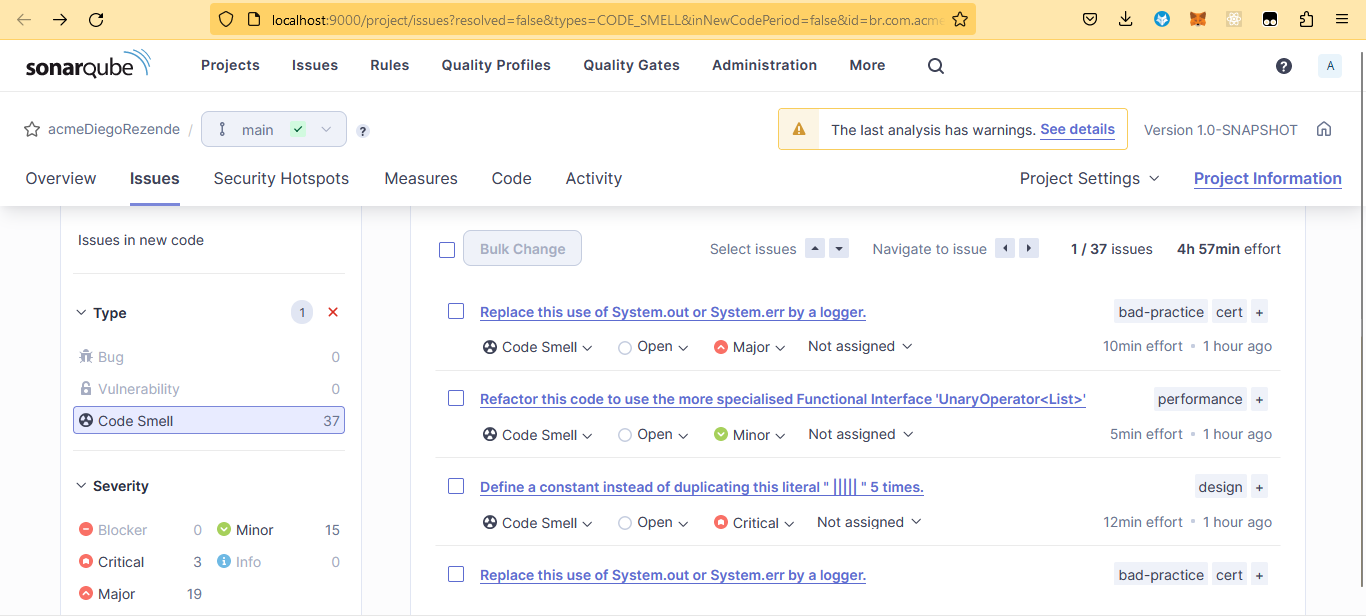 localhost:9000/project/issues?resolved=false&types=CODE_SMELL&inNewCodePeriod=false&id=br.com.acme
sonarqube Projects Issues Rules Quality Profiles Quality Gates Administration More ? A
acmeDiegoRezende / main ? The last analysis has warnings. See details Version 1.0-SNAPSHOT
Overview Issues Security Hotspots Measures Code Activity Project Settings Project Information
Issues in new code
Type 1
Bug 0
Vulnerability 0
Code Smell 37
Severity
Blocker 0 Minor 15
Critical 3 Info 0
Major 19
Bulk Change Select issues Navigate to issue 1 / 37 issues 4h 57min effort
Replace this use of System.out or System.err by a logger. bad-practice cert +
Code Smell Open Major Not assigned 10min effort • 1 hour ago
Refactor this code to use the more specialised Functional Interface 'UnaryOperator<List>' performance +
Code Smell Open Minor Not assigned 5min effort • 1 hour ago
Define a constant instead of duplicating this literal " ||||| " 5 times. design +
Code Smell Open Critical Not assigned 12min effort • 1 hour ago
Replace this use of System.out or System.err by a logger. bad-practice cert +